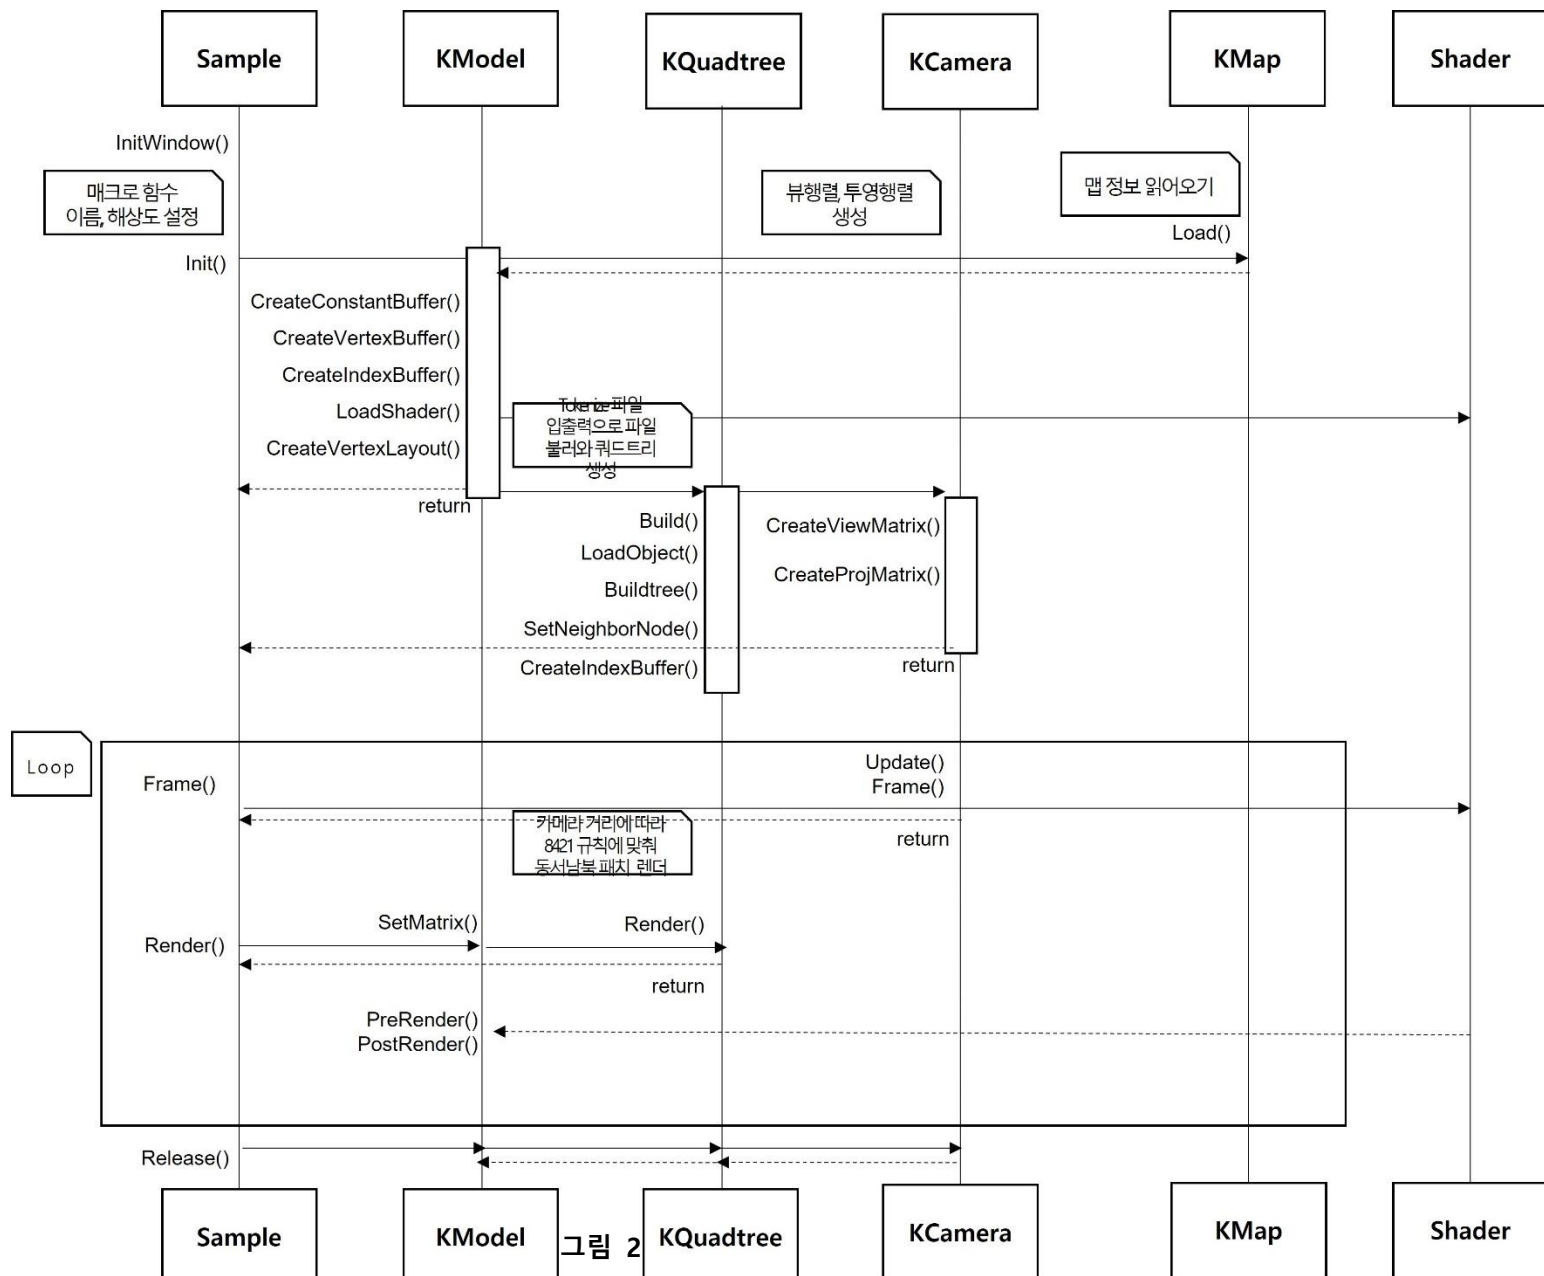 Sample
KModel
KQuadtree
KCamera
KMap
Shader
InitWindow()
매크로 함수
이름, 해상도 설정
뷰행렬, 투영행렬
생성
맵 정보 읽어오기
Load()
Init()
CreateConstantBuffer()
CreateVertexBuffer()
CreateIndexBuffer()
LoadShader()
CreateVertexLayout()
Tokenize 파일
입출력으로 파일
불러와 쿼드트리
생성
return
Build()
LoadObject()
Buildtree()
SetNeighborNode()
CreateIndexBuffer()
CreateViewMatrix()
CreateProjMatrix()
return
Loop
Frame()
Update()
Frame()
카메라 거리에 따라
8421 규칙에 맞춰
동서남북 패치 렌더
return
SetMatrix()
Render()
Render()
return
PreRender()
PostRender()
Release()
Sample
KModel
그림 2
KQuadtree
KCamera
KMap
Shader